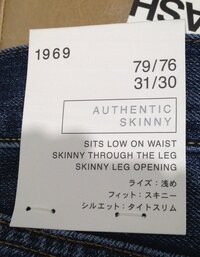 1969
79/76
31/30
AUTHENTIC
SKINNY
SITS LOW ON WAIST
SKINNY THROUGH THE LEG
SKINNY LEG OPENING
ライズ：浅め
フィット：スキニー
シルエット：タイトスリム